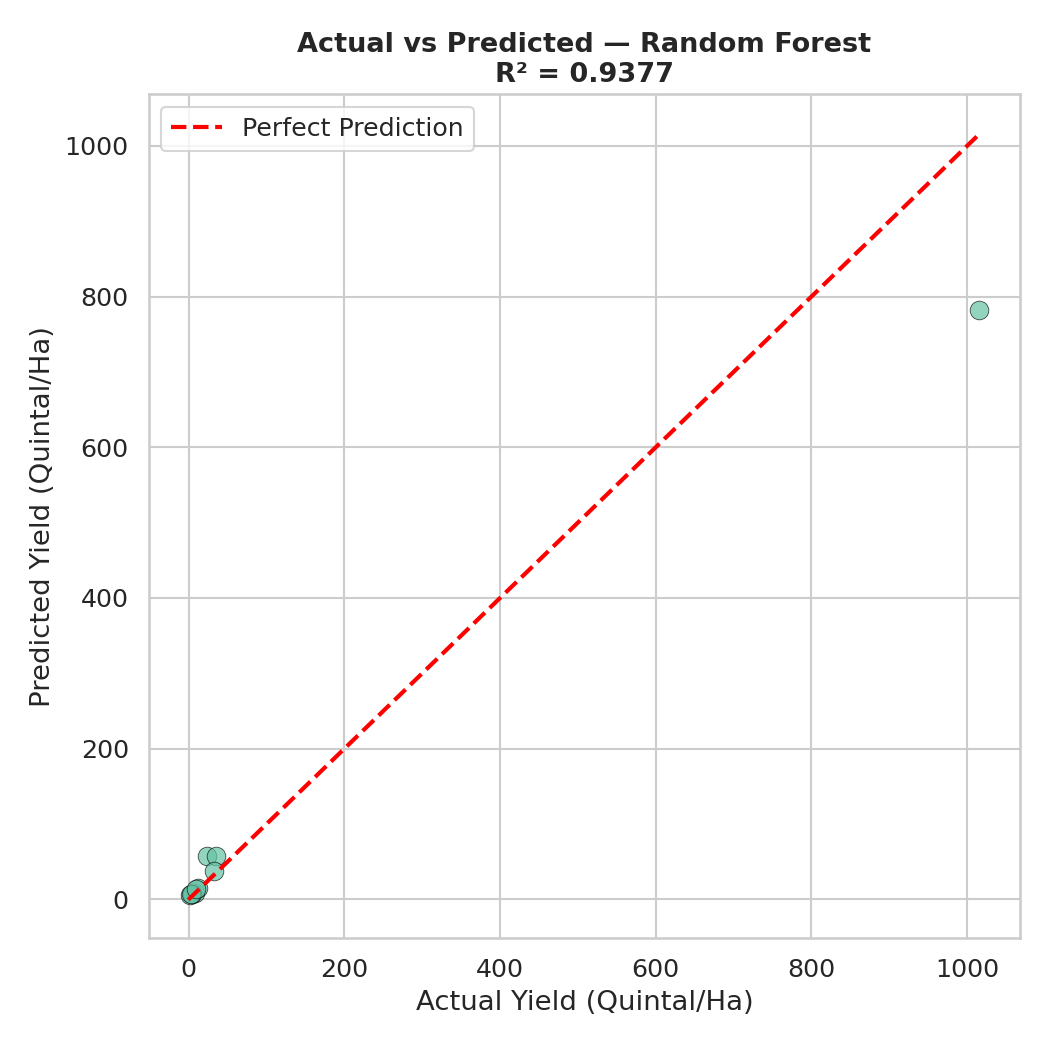 Actual vs Predicted — Random Forest
R² = 0.9377
Perfect Prediction
1000
800
600
400
200
0
Predicted Yield (Quintal/Ha)
0 200 400 600 800 1000
Actual Yield (Quintal/Ha)